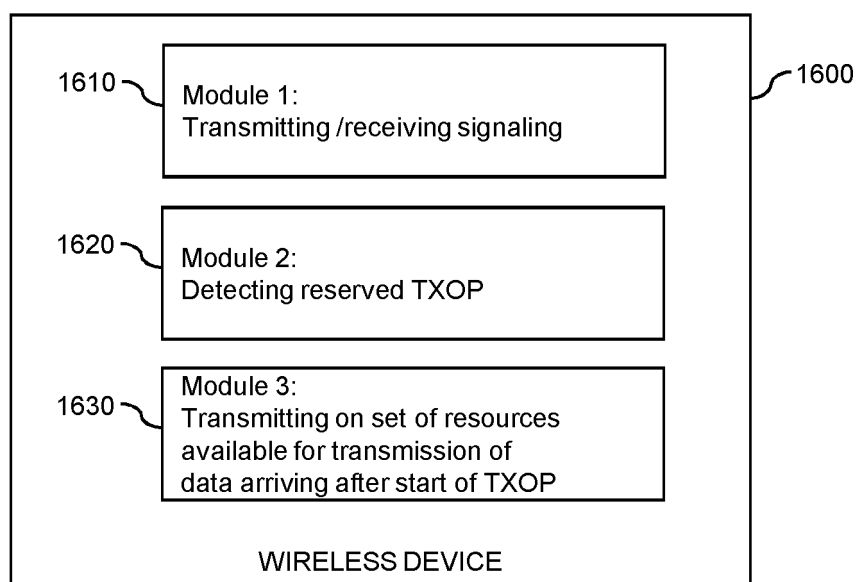 1610
1600
Module 1:
Transmitting /receiving signaling
1620
Module 2:
Detecting reserved TXOP
1630
Module 3:
Transmitting on set of resources
available for transmission of
data arriving after start of TXOP
WIRELESS DEVICE